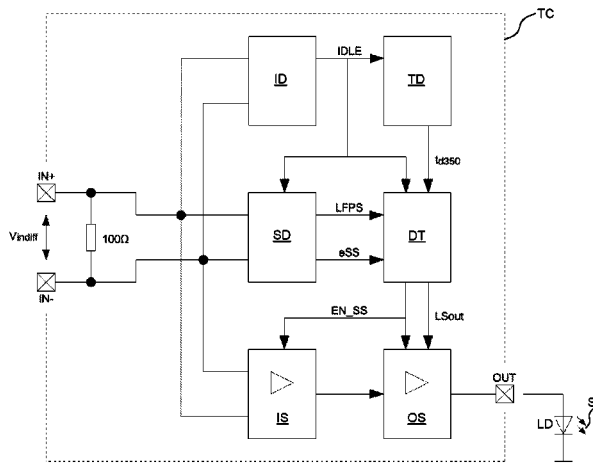 TC
IDLE
ID
TD
td350
IN+
LFPS
Vindiff
100Ω
SD
DT
eSS
IN-
EN_SS
LSout
OUT
IS
OS
LD
S